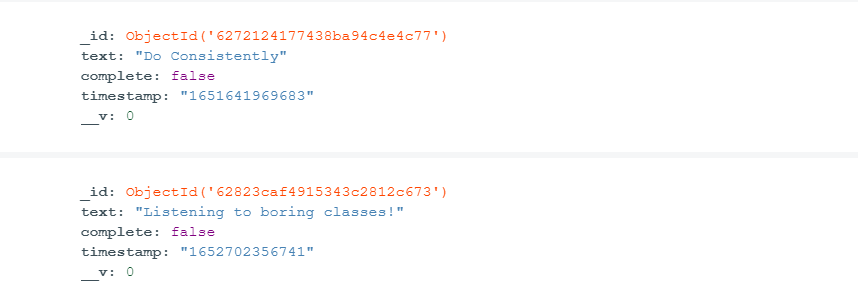 _id: ObjectId('6272124177438ba94c4e4c77')
text: "Do Consistently"
complete: false
timestamp: "1651641969683"
__v: 0
_id: ObjectId('62823caf4915343c2812c673')
text: "Listening to boring classes!"
complete: false
timestamp: "1652702356741"
__v: 0